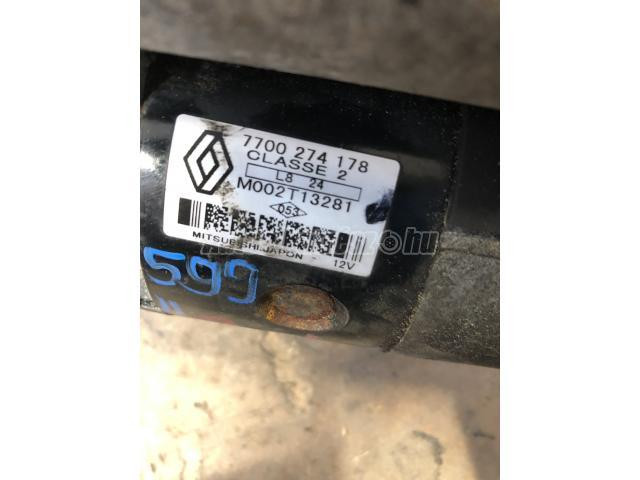 7700 274 178
CLASSE 2
L8 24
M002T13281
053
MITSUBISHI JAPON - 12V
599